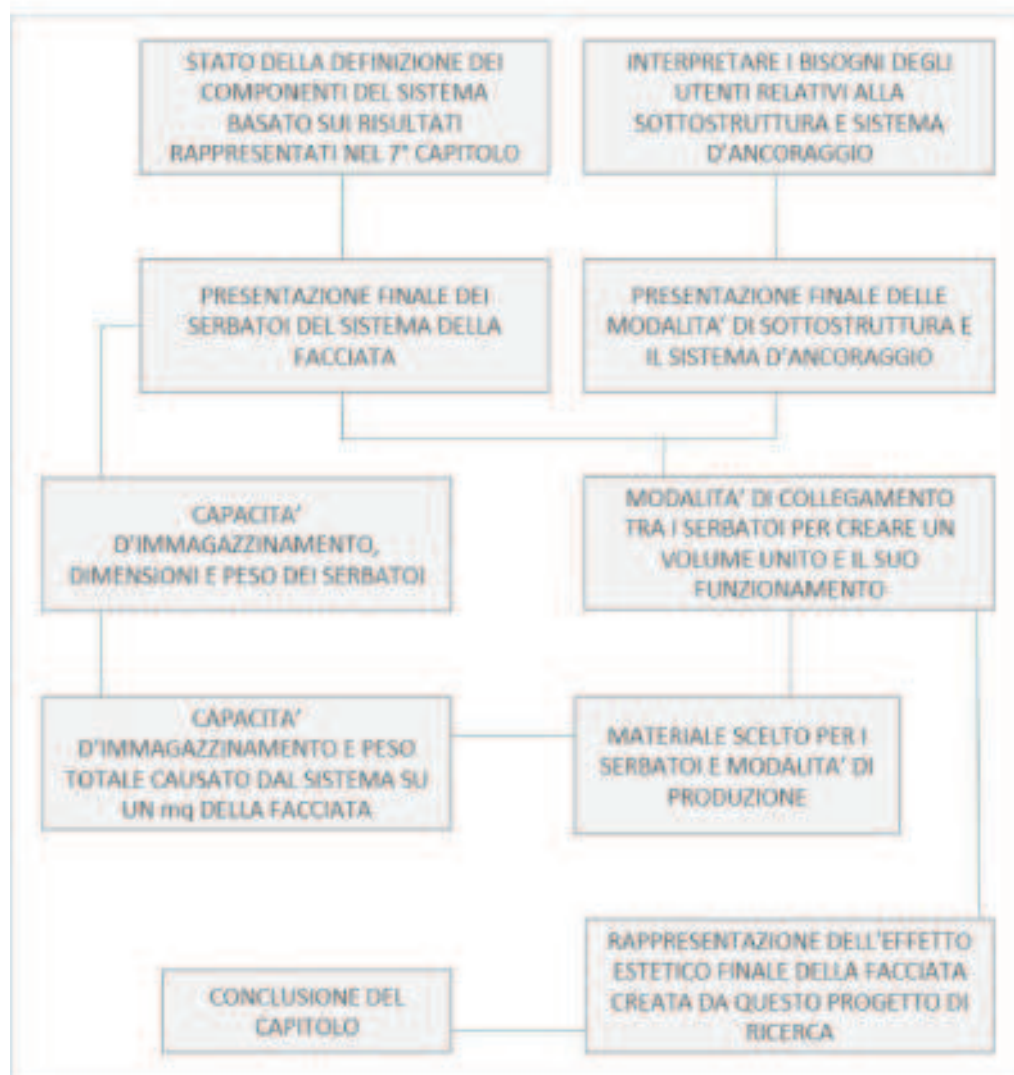 STATO DELLA DEFINIZIONE DEI
COMPONENTI DEL SISTEMA
BASATO SUI RISULTATI
RAPPRESENTATI NEL 7° CAPITOLO
INTERPRETARE I BISOGNI DEGLI
UTENTI RELATIVI ALLA
SOTTOSTRUTTURA E SISTEMA
D'ANCORAGGIO
PRESENTAZIONE FINALE DEI
SERBATOI DEL SISTEMA DELLA
FACCIATA
PRESENTAZIONE FINALE DELLE
MODALITA' DI SOTTOSTRUTTURA E
IL SISTEMA D'ANCORAGGIO
CAPACITA'
D'IMMAGAZZINAMENTO,
DIMENSIONI E PESO DEI SERBATOI
MODALITA' DI COLLEGAMENTO
TRA I SERBATOI PER CREARE UN
VOLUME UNITO E IL SUO
FUNZIONAMENTO
CAPACITA'
D'IMMAGAZZINAMENTO E PESO
TOTALE CAUSATO DAL SISTEMA SU
UN mq DELLA FACCIATA
MATERIALE SCELTO PER I
SERBATOI E MODALITA' DI
PRODUZIONE
RAPPRESENTAZIONE DELL'EFFETTO
ESTETICO FINALE DELLA FACCIATA
CREATA DA QUESTO PROGETTO DI
RICERCA
CONCLUSIONE DEL
CAPITOLO